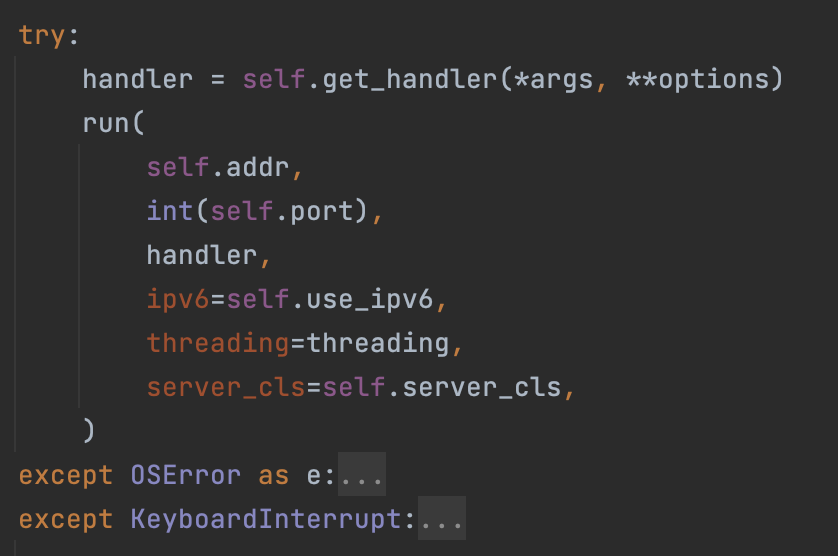 try:
    handler = self.get_handler(*args, **options)
    run(
        self.addr,
        int(self.port),
        handler,
        ipv6=self.use_ipv6,
        threading=threading,
        server_cls=self.server_cls,
    )
except OSError as e:...
except KeyboardInterrupt:...